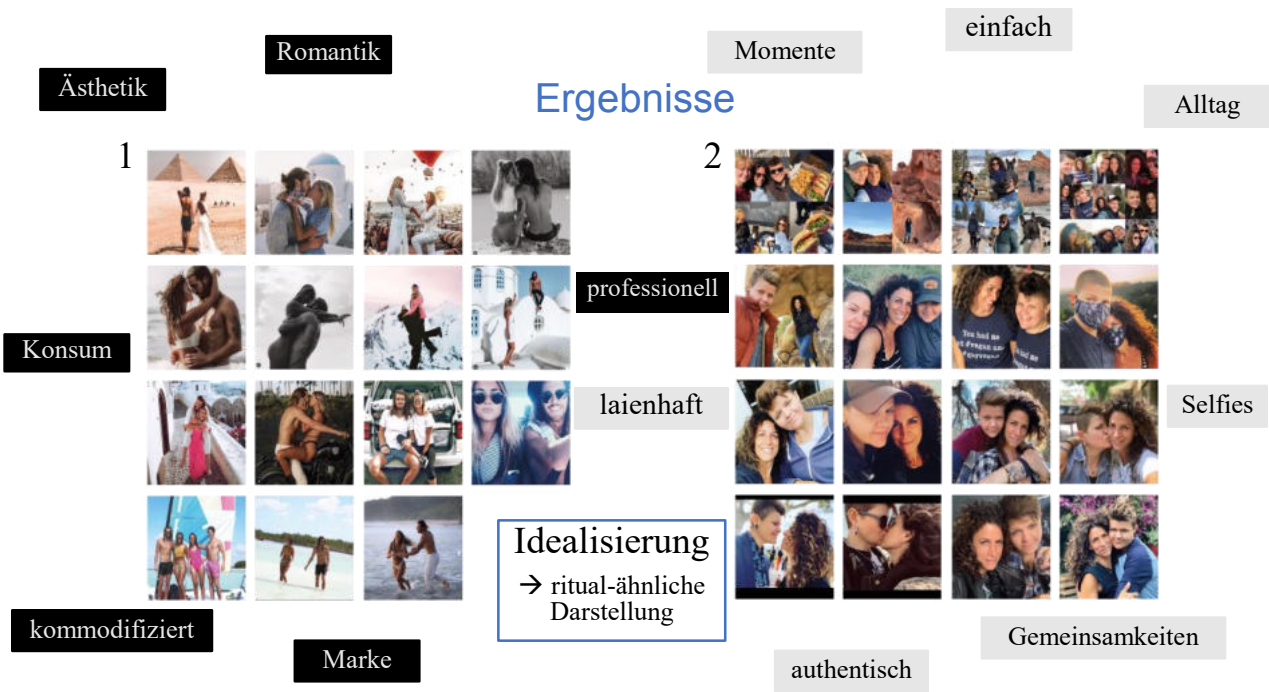 einfach
Romantik
Momente
Ästhetik
Ergebnisse
Alltag
1
2
professionell
Konsum
laienhaft
Selfies
Idealisierung
→ ritual-ähnliche
Darstellung
kommodifiziert
Gemeinsamkeiten
Marke
authentisch